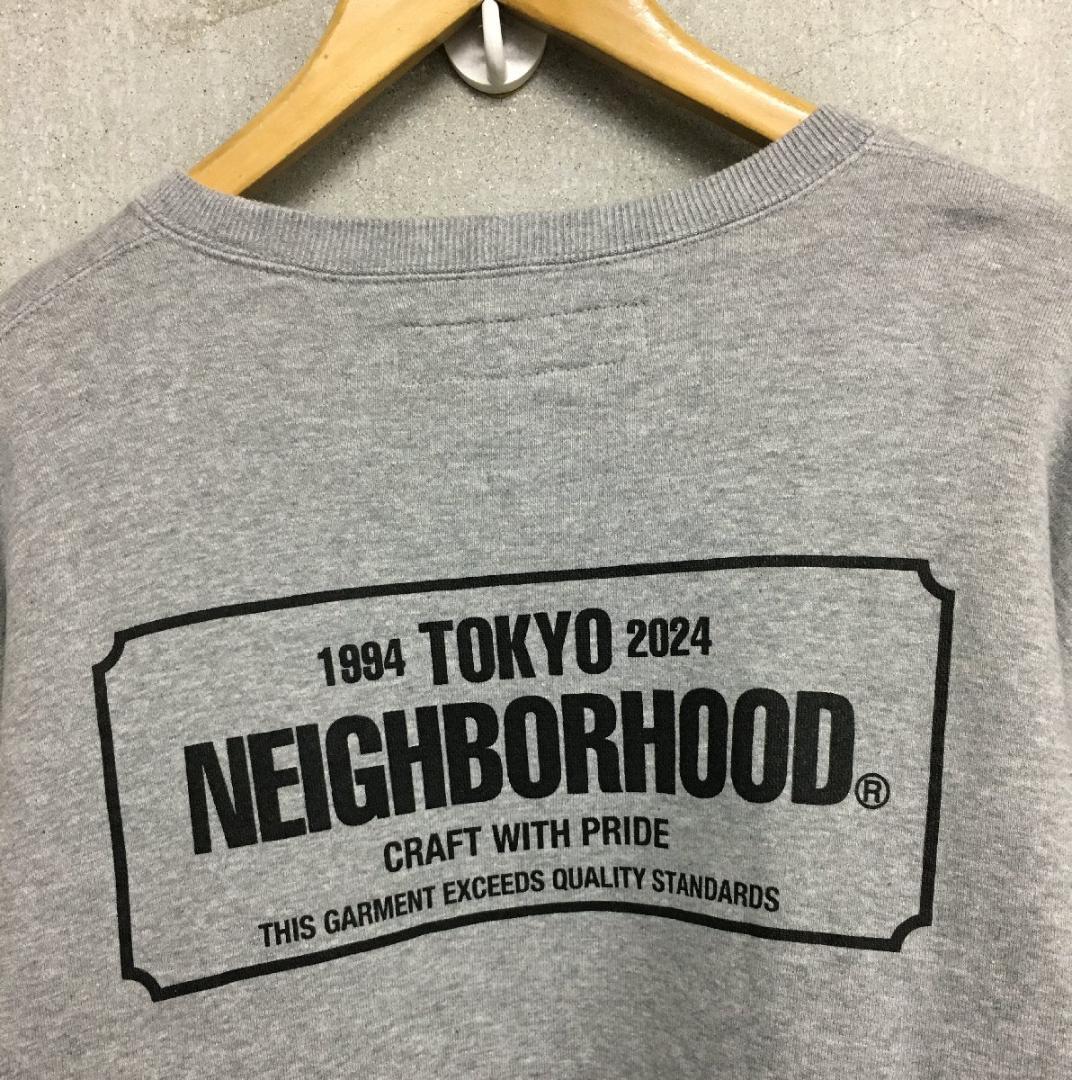 1994 TOKYO 2024
NEIGHBORHOOD®
CRAFT WITH PRIDE
THIS GARMENT EXCEEDS QUALITY STANDARDS